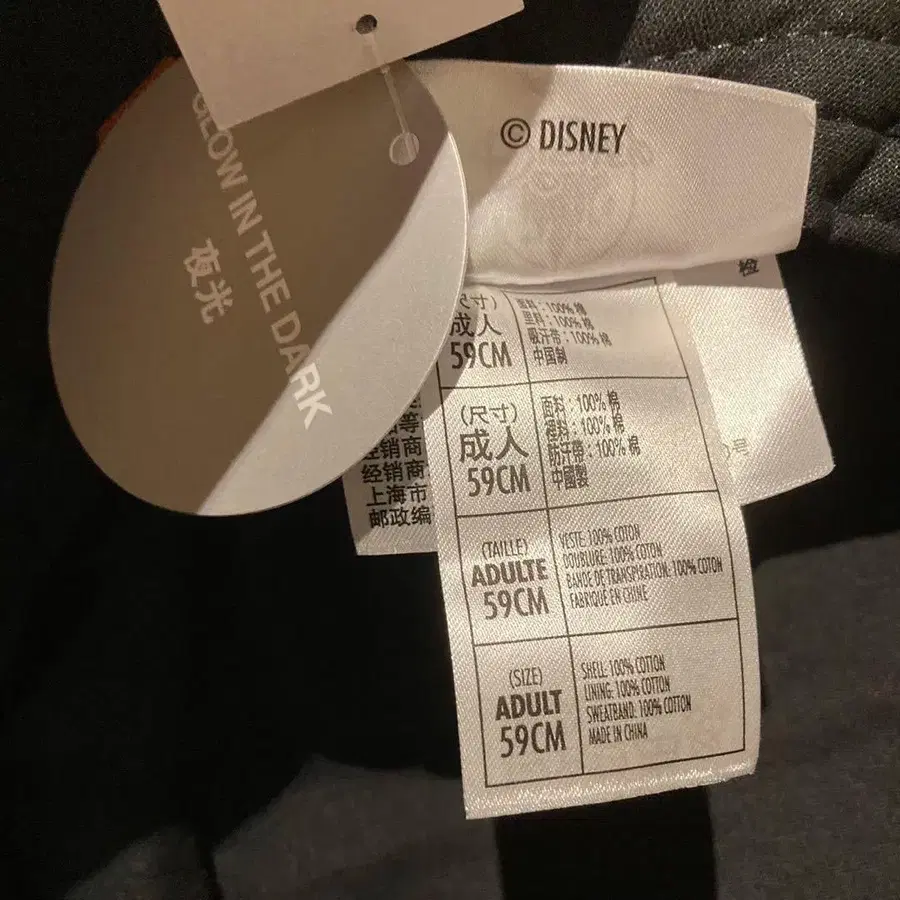 GLOW IN THE DARK
夜光
© DISNEY
(尺寸)
成人
59CM
面料：100% 棉
里料：100% 棉
吸汗带：100% 棉
中国制
(尺寸)
成人
59CM
面料：100% 棉
裡料：100% 棉
防汗帶：100% 棉
中國製
(TAILLE)
ADULTE
59CM
VESTE: 100% COTON
DOUBLURE: 100% COTON
BANDE DE TRANSPIRATION: 100% COTON
FABRIQUÉ EN CHINE
(SIZE)
ADULT
59CM
SHELL: 100% COTTON
LINING: 100% COTTON
SWEATBAND: 100% COTTON
MADE IN CHINA
经销商
经销商
上海市
邮政编
号